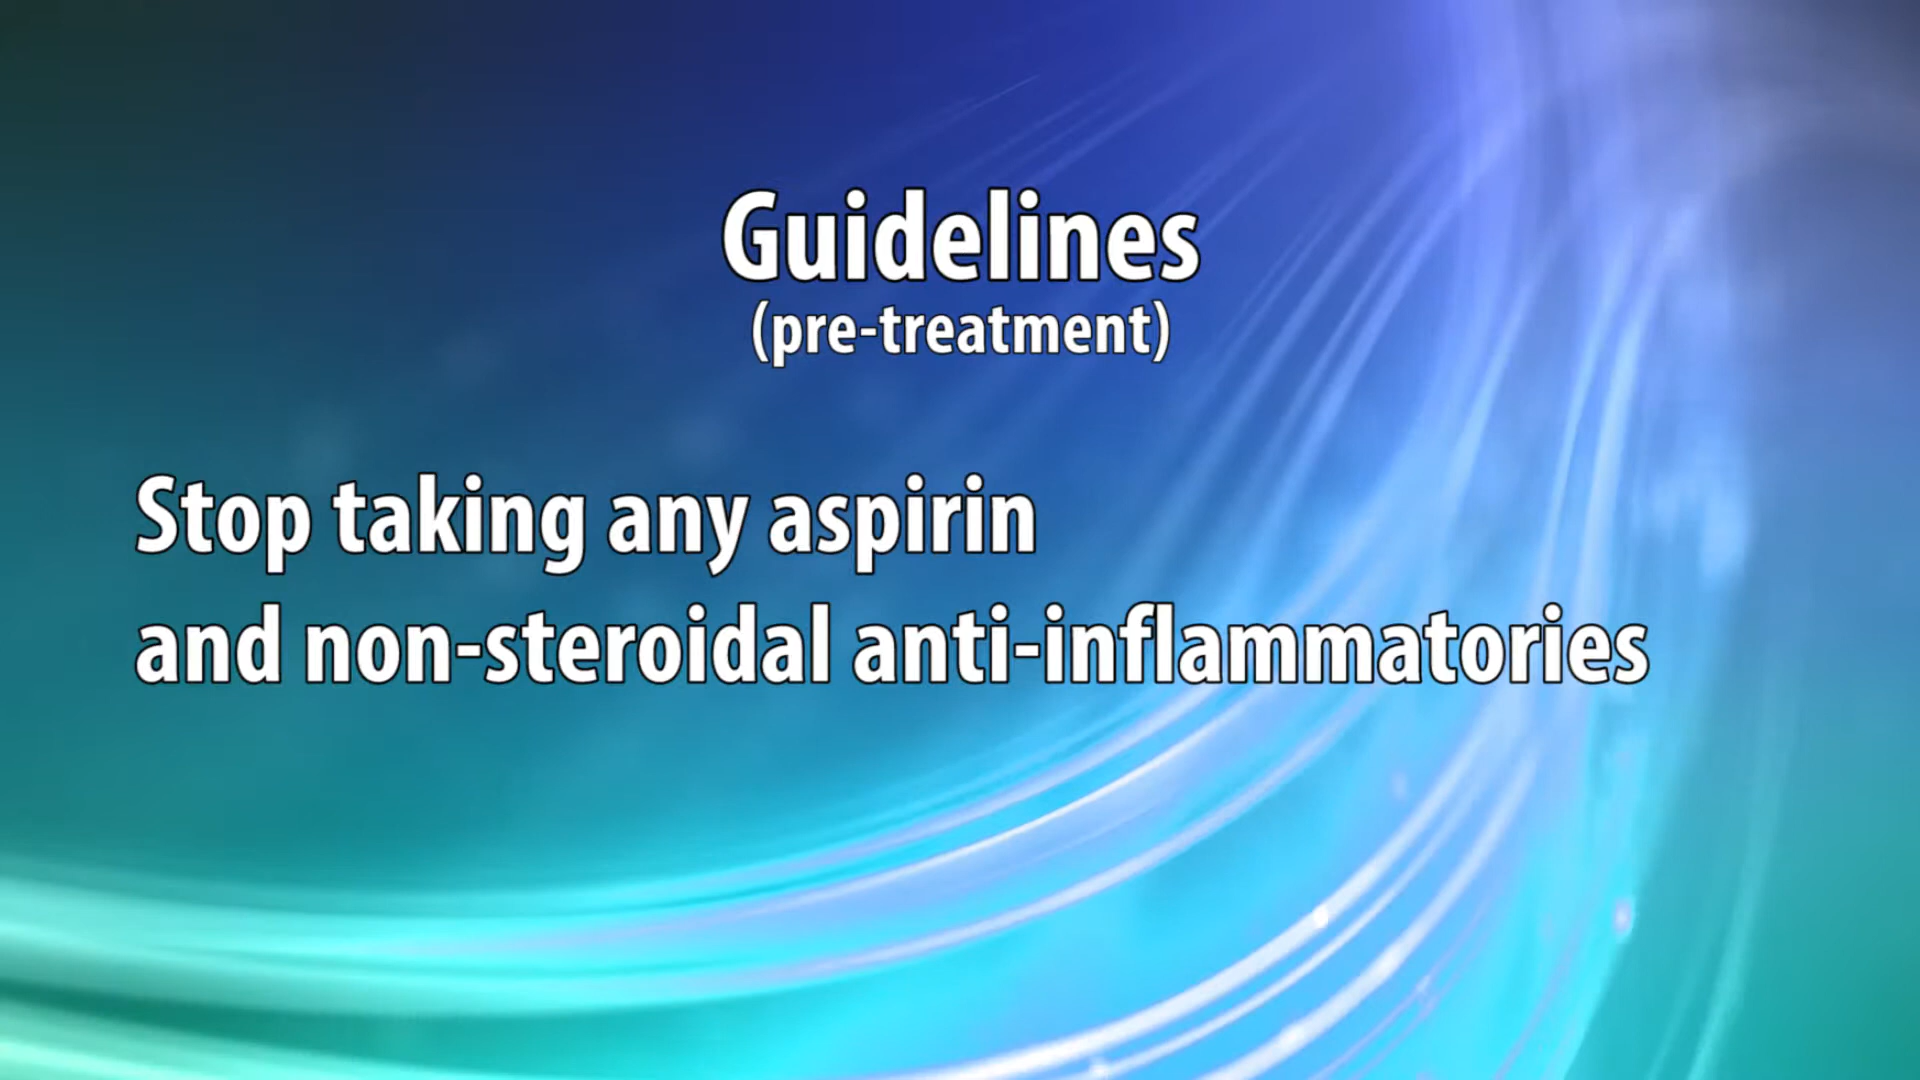 Guidelines
(pre-treatment)
Stop taking any aspirin
and non-steroidal anti-inflammatories